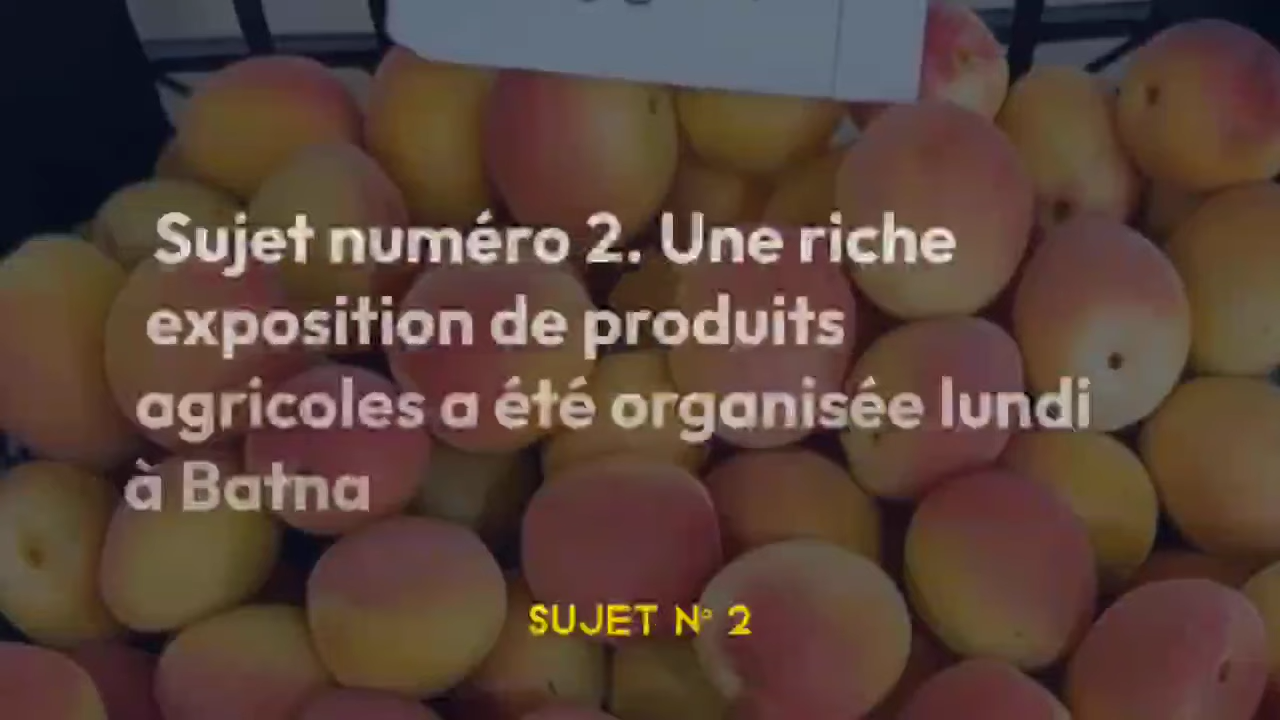 Sujet numéro 2. Une riche
exposition de produits
agricoles a été organisée lundi
à Batna
SUJET N° 2